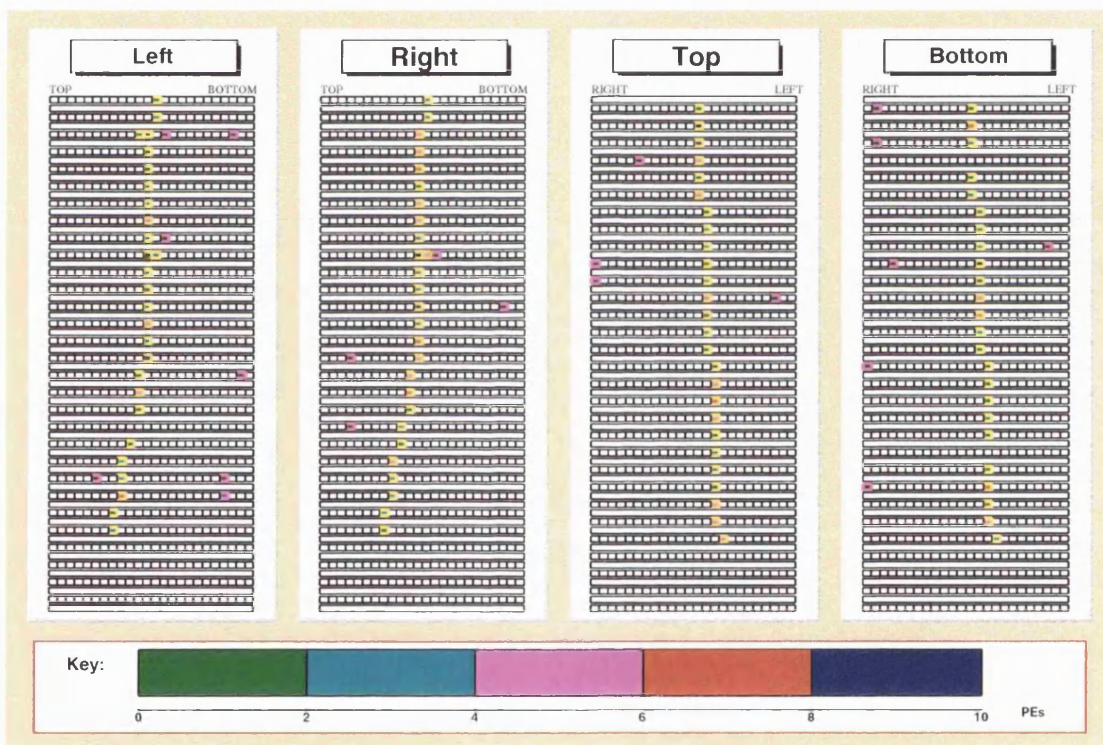 Left
Right
Top
Bottom
TOP BOTTOM
TOP BOTTOM
RIGHT LEFT
RIGHT LEFT
Key:
0 2 4 6 8 10 PEs